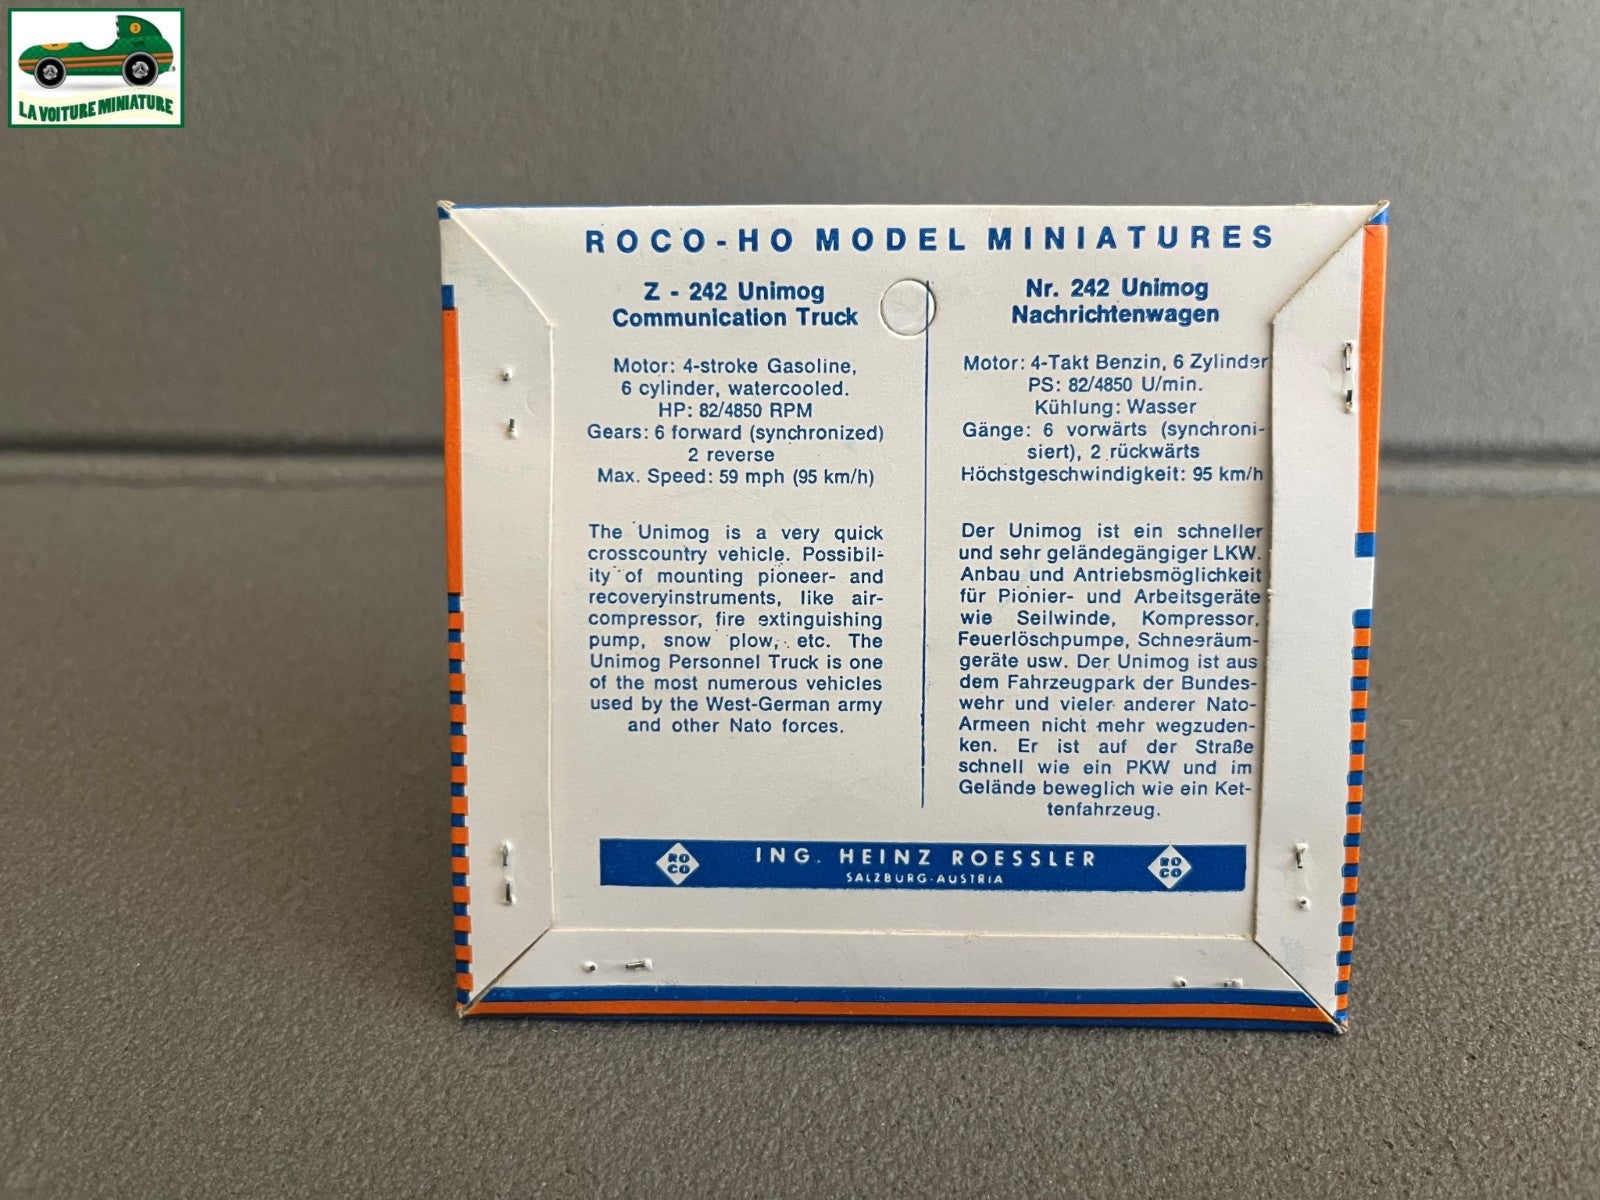 LA VOITURE MINIATURE
ROCO-HO MODEL MINIATURES
Z - 242 Unimog
Communication Truck
Motor: 4-stroke Gasoline,
6 cylinder, watercooled.
HP: 82/4850 RPM
Gears: 6 forward (synchronized)
2 reverse
Max. Speed: 59 mph (95 km/h)
The Unimog is a very quick
crosscountry vehicle. Possibil-
ity of mounting pioneer- and
recoveryinstruments, like air-
compressor, fire extinguishing
pump, snow plow, etc. The
Unimog Personnel Truck is one
of the most numerous vehicles
used by the West-German army
and other Nato forces.
Nr. 242 Unimog
Nachrichtenwagen
Motor: 4-Takt Benzin, 6 Zylinder
PS: 82/4850 U/min.
Kühlung: Wasser
Gänge: 6 vorwärts (synchroni-
siert), 2 rückwärts
Höchstgeschwindigkeit: 95 km/h
Der Unimog ist ein schneller
und sehr geländegängiger LKW.
Anbau und Antriebsmöglichkeit
für Pionier- und Arbeitsgeräte
wie Seilwinde, Kompressor,
Feuerlöschpumpe, Schneeräum-
geräte usw. Der Unimog ist aus
dem Fahrzeugpark der Bundes-
wehr und vieler anderer Nato-
Armeen nicht mehr wegzuden-
ken. Er ist auf der Straße
schnell wie ein PKW und im
Gelände beweglich wie ein Ket-
tenfahrzeug.
ROCO
ING. HEINZ ROESSLER
SALZBURG-AUSTRIA
ROCO